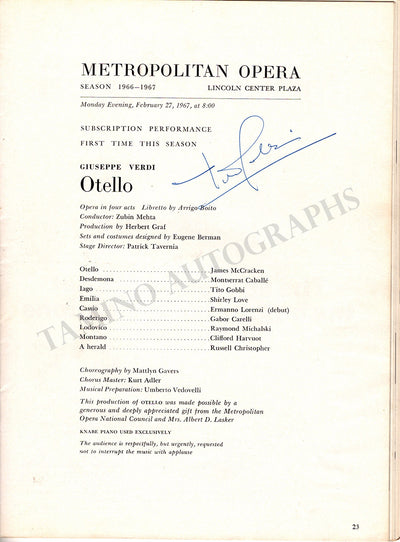 METROPOLITAN OPERA
SEASON 1966–1967 LINCOLN CENTER PLAZA
Monday Evening, February 27, 1967, at 8:00
SUBSCRIPTION PERFORMANCE
FIRST TIME THIS SEASON
GIUSEPPE VERDI
Otello
Tito Gobbi
Opera in four acts Libretto by Arrigo Boito
Conductor: Zubin Mehta
Production by Herbert Graf
Sets and costumes designed by Eugene Berman
Stage Director: Patrick Tavernia
Otello James McCracken
Desdemona Montserrat Caballé
Iago Tito Gobbi
Emilia Shirley Love
Cassio Ermanno Lorenzi (debut)
Roderigo Gabor Carelli
Lodovico Raymond Michalski
Montano Clifford Harvuot
A herald Russell Christopher
TAMINO AUTOGRAPHS
Choreography by Mattlyn Gavers
Chorus Master: Kurt Adler
Musical Preparation: Umberto Vedovelli
This production of OTELLO was made possible by a
generous and deeply appreciated gift from the Metropolitan
Opera National Council and Mrs. Albert D. Lasker
KNABE PIANO USED EXCLUSIVELY
The audience is respectfully, but urgently, requested
not to interrupt the music with applause
23